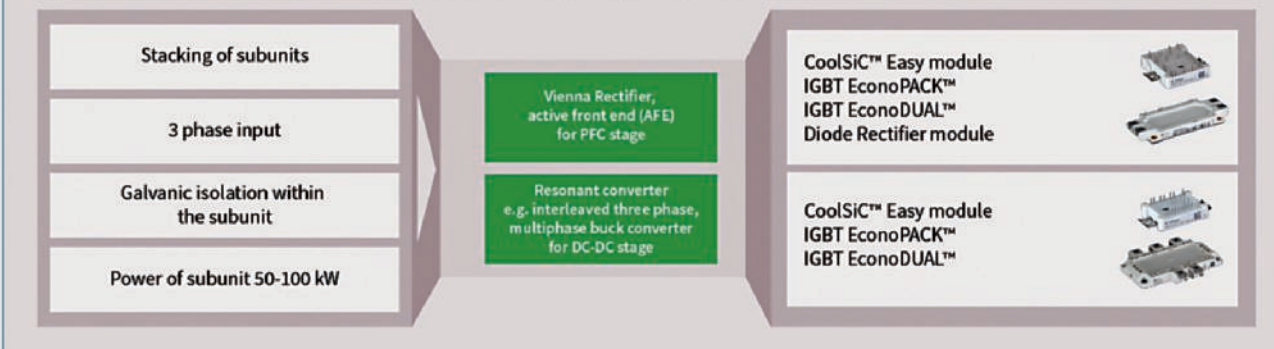 Stacking of subunits
3 phase input
Galvanic isolation within
the subunit
Power of subunit 50-100 kW
Vienna Rectifier,
active front end (AFE)
for PFC stage
Resonant converter
e.g. interleaved three phase,
multiphase buck converter
for DC-DC stage
CoolSiC™ Easy module
IGBT EconoPACK™
IGBT EconoDUAL™
Diode Rectifier module
CoolSiC™ Easy module
IGBT EconoPACK™
IGBT EconoDUAL™